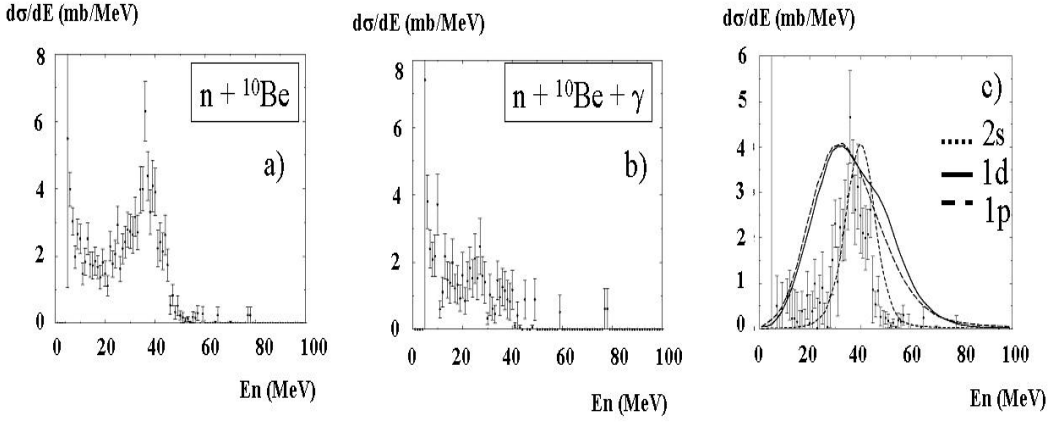 dσ/dE (mb/MeV)
8
6
4
2
0
n + ¹⁰Be
a)
0 20 40 60 80 100
En (MeV)
dσ/dE (mb/MeV)
8
6
4
2
0
n + ¹⁰Be + γ
b)
0 20 40 60 80 100
En (MeV)
dσ/dE (mb/MeV)
6
5
4
3
2
1
0
c)
2s
1d
1p
0 20 40 60 80 100
En (MeV)